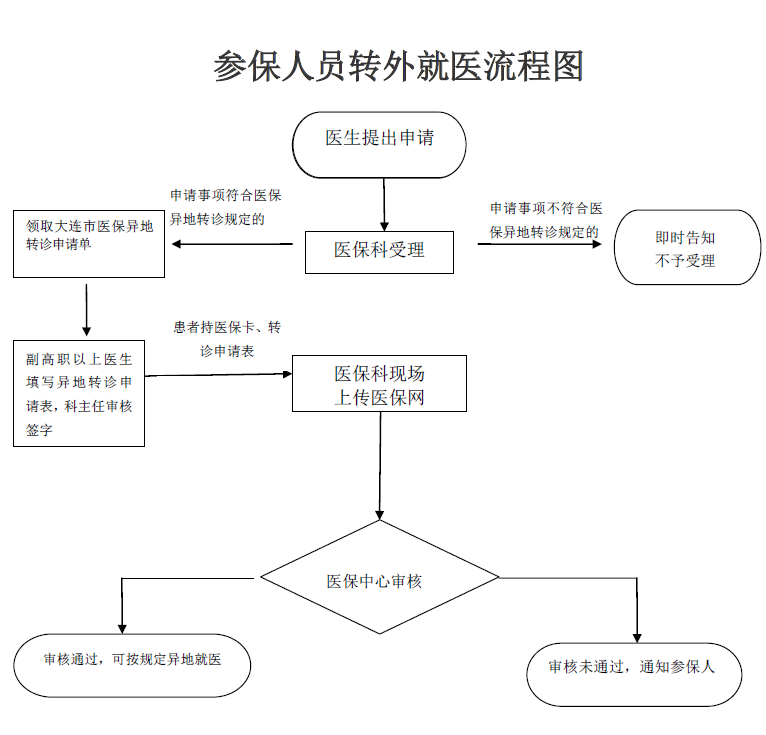 参保人员转外就医流程图
医生提出申请
申请事项符合医保
异地转诊规定的
申请事项不符合医
保异地转诊规定的
领取大连市医保异地
转诊申请单
医保科受理
即时告知
不予受理
患者持医保卡、转
诊申请表
副高职以上医生
填写异地转诊申
请表，科主任审核
签字
医保科现场
上传医保网
医保中心审核
审核通过，可按规定异地就医
审核未通过，通知参保人